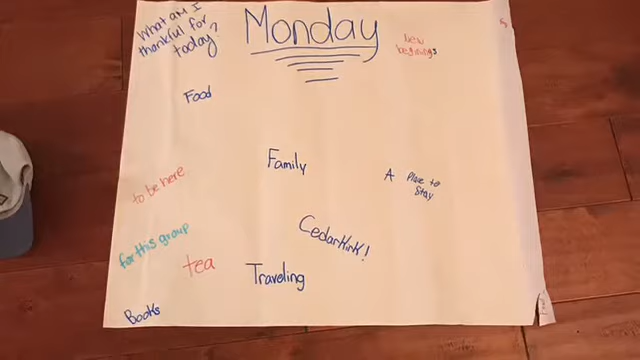 What am I
thankful for
today?
Monday
New
beginnings
Food
Family
to be here
A Place to
Stay
for this group
CedarKirk!
tea
Traveling
Books